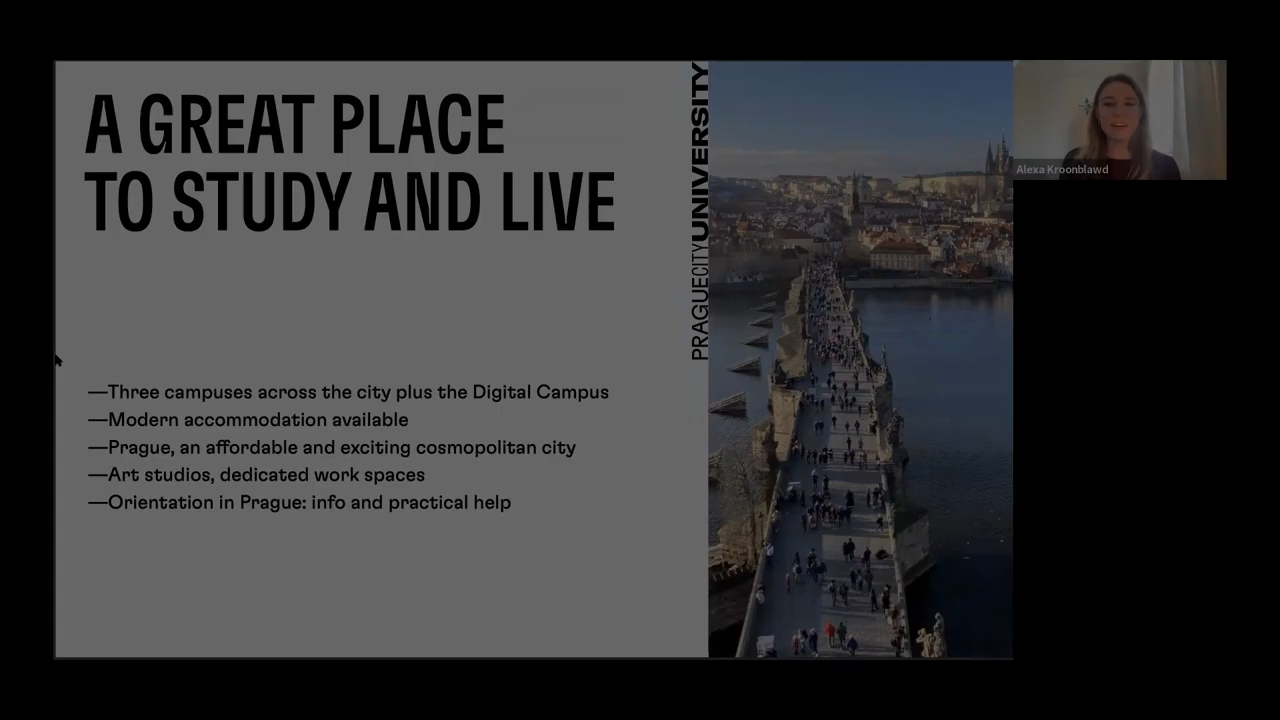 A GREAT PLACE
TO STUDY AND LIVE
—Three campuses across the city plus the Digital Campus
—Modern accommodation available
—Prague, an affordable and exciting cosmopolitan city
—Art studios, dedicated work spaces
—Orientation in Prague: info and practical help
PRAGUECITYUNIVERSITY
Alexa Kroonblawd